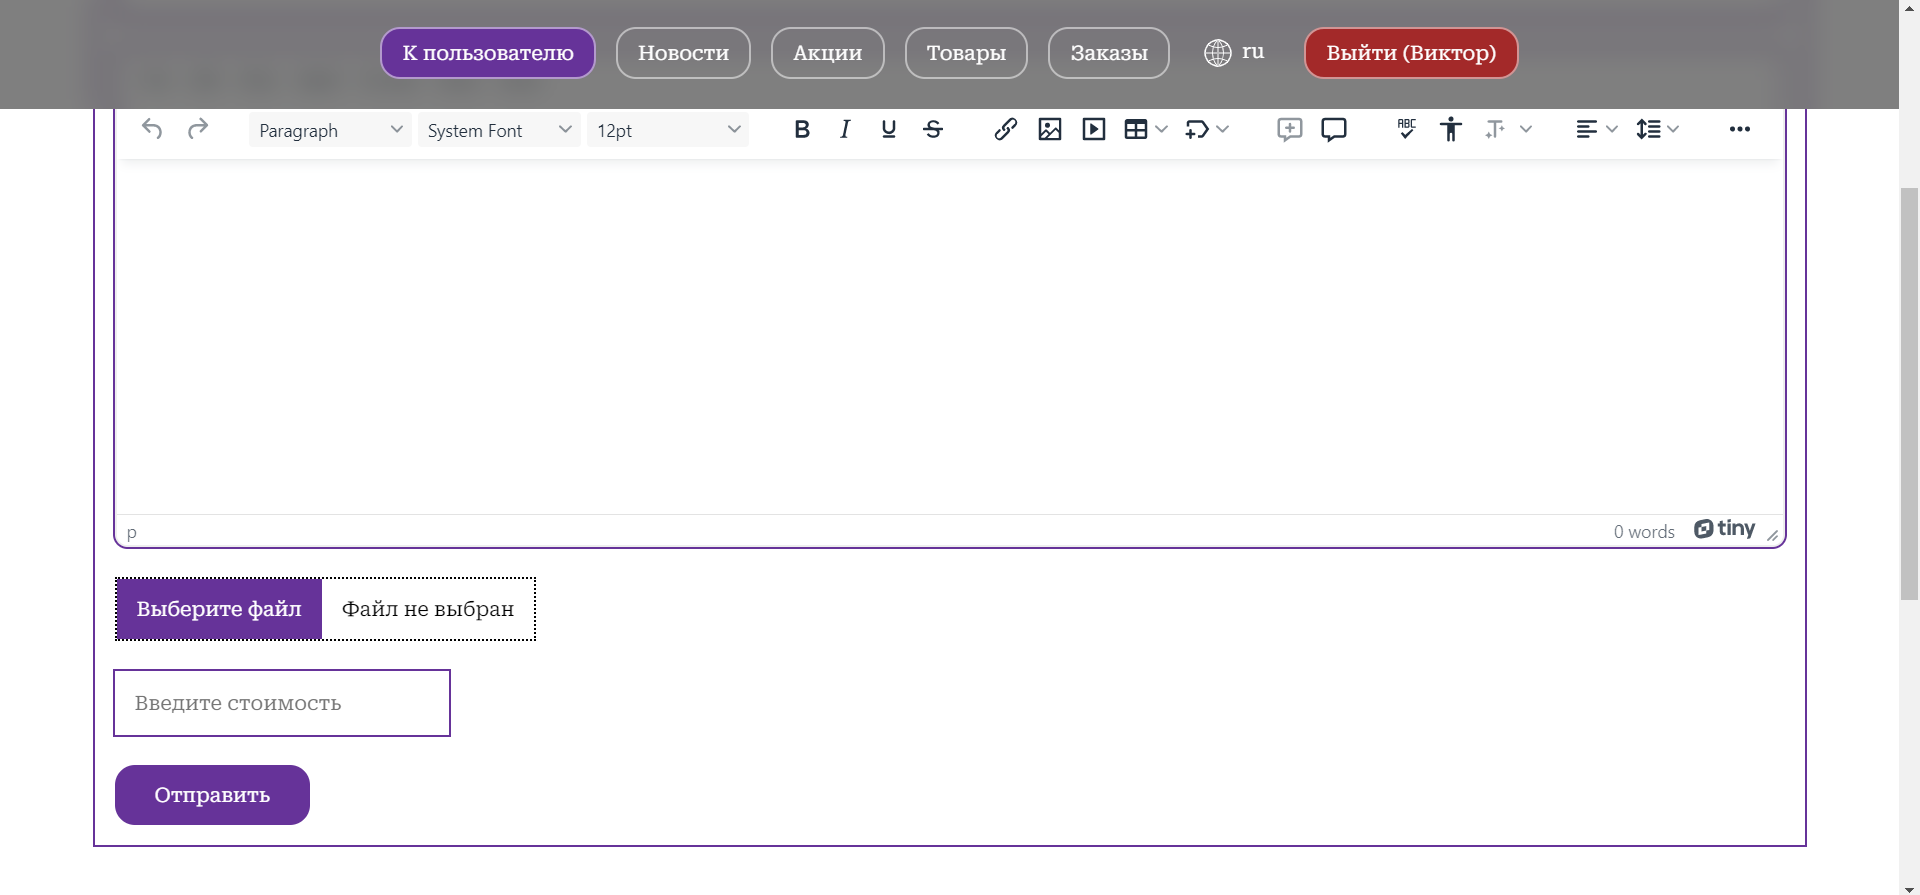 К пользователю Новости Акции Товары Заказы ru Выйти (Виктор)
Paragraph System Font 12pt B I U S ABC
p 0 words tiny
Выберите файл Файл не выбран
Введите стоимость
Отправить